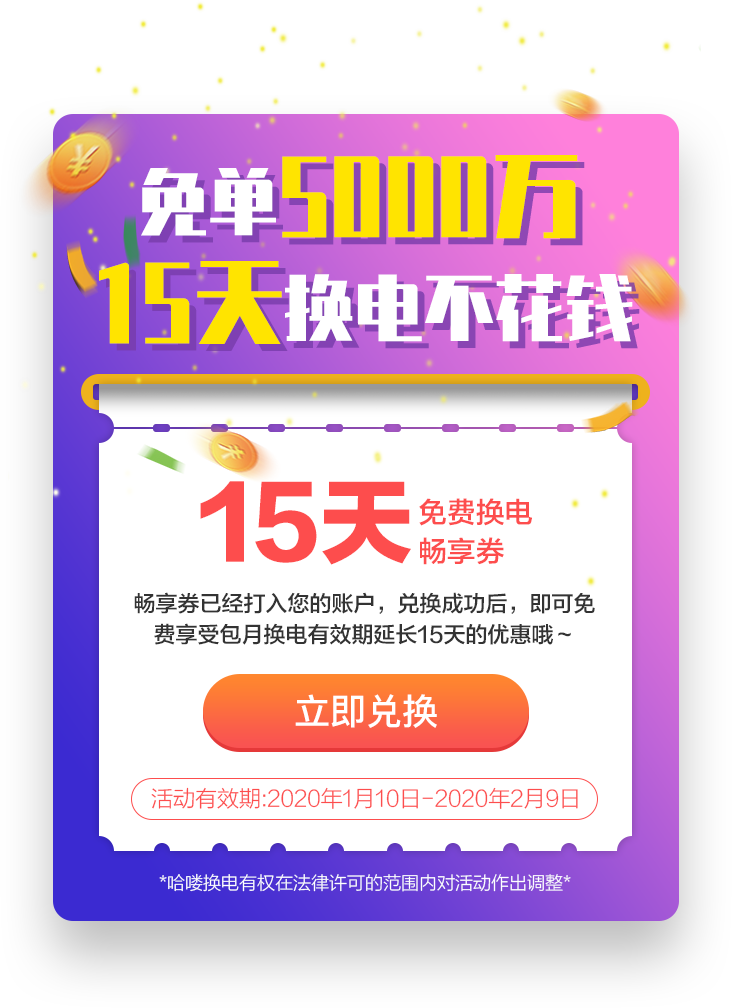 免单5000万
15天换电不花钱
15天免费换电
畅享券
畅享券已经打入您的账户，兑换成功后，即可免
费享受包月换电有效期延长15天的优惠哦～
立即兑换
活动有效期:2020年1月10日-2020年2月9日
*哈喽换电有权在法律许可的范围内对活动作出调整*